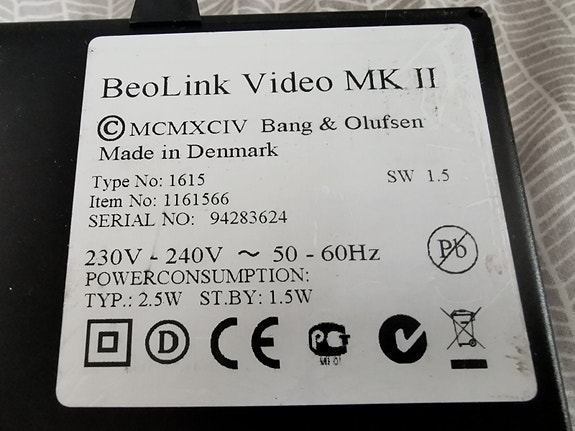 BeoLink Video MK II
© MCMXCIV Bang & Olufsen
Made in Denmark
Type No: 1615 SW 1.5
Item No: 1161566
SERIAL NO: 94283624
230V - 240V ~ 50 - 60Hz
Pb
POWERCONSUMPTION:
TYP.: 2.5W ST.BY: 1.5W
D CE PCT